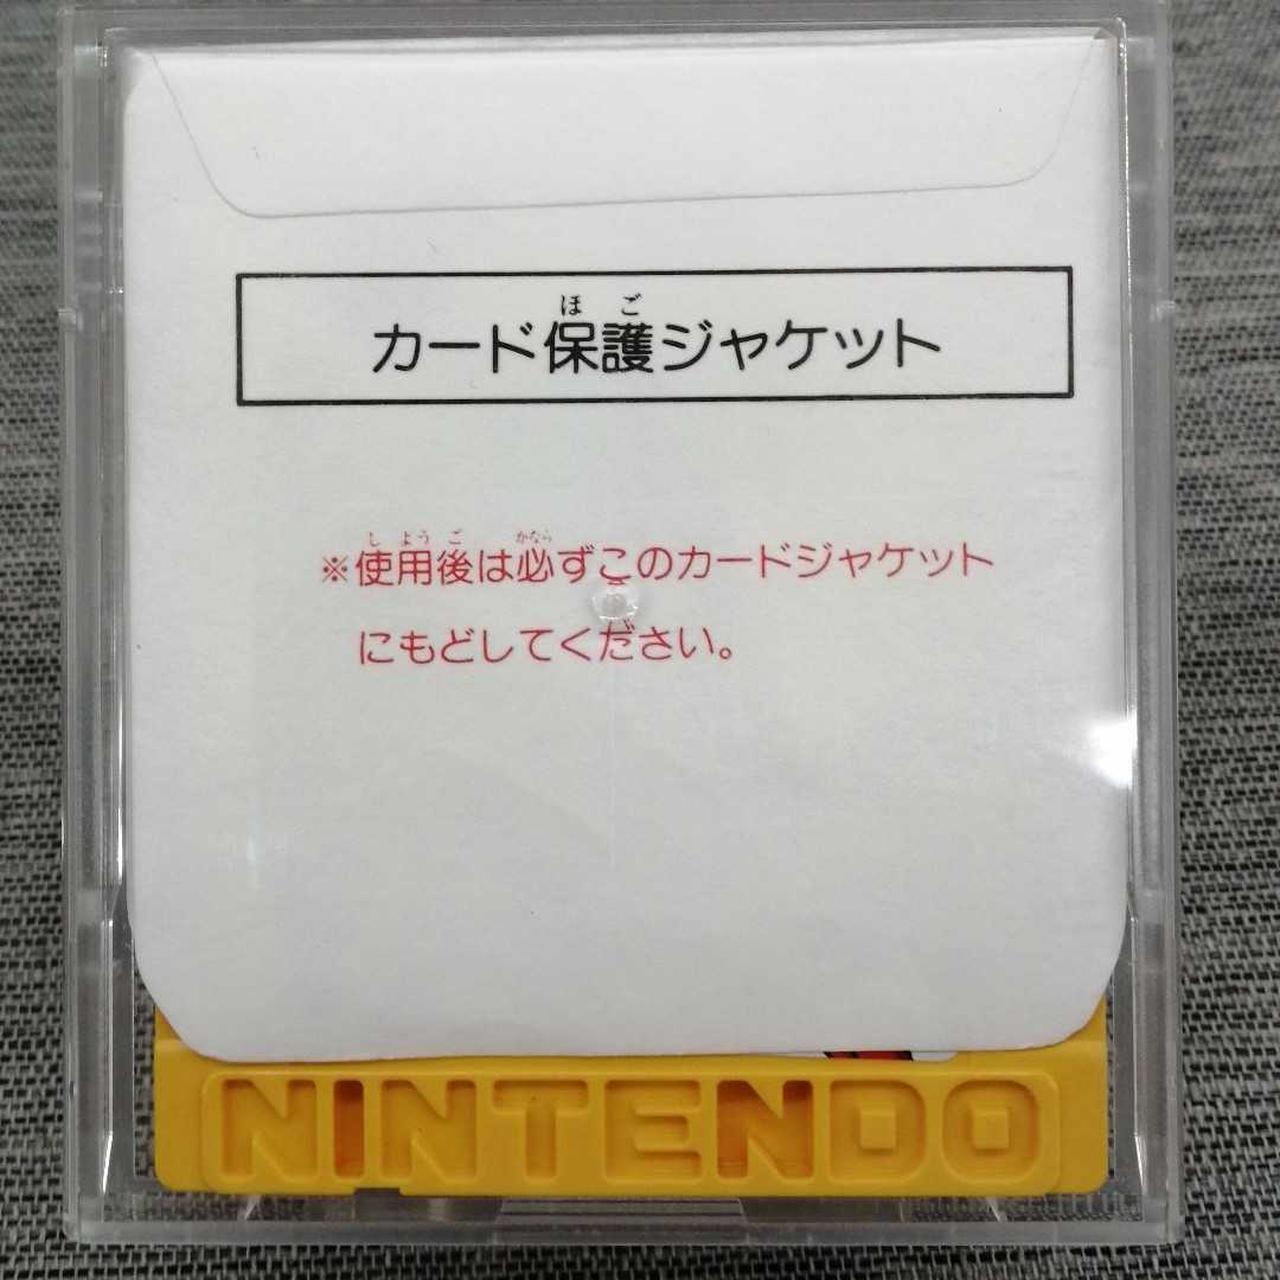 ほご
カード保護ジャケット
しようご かなら
※使用後は必ずこのカードジャケット
にもどしてください。
NINTENDO